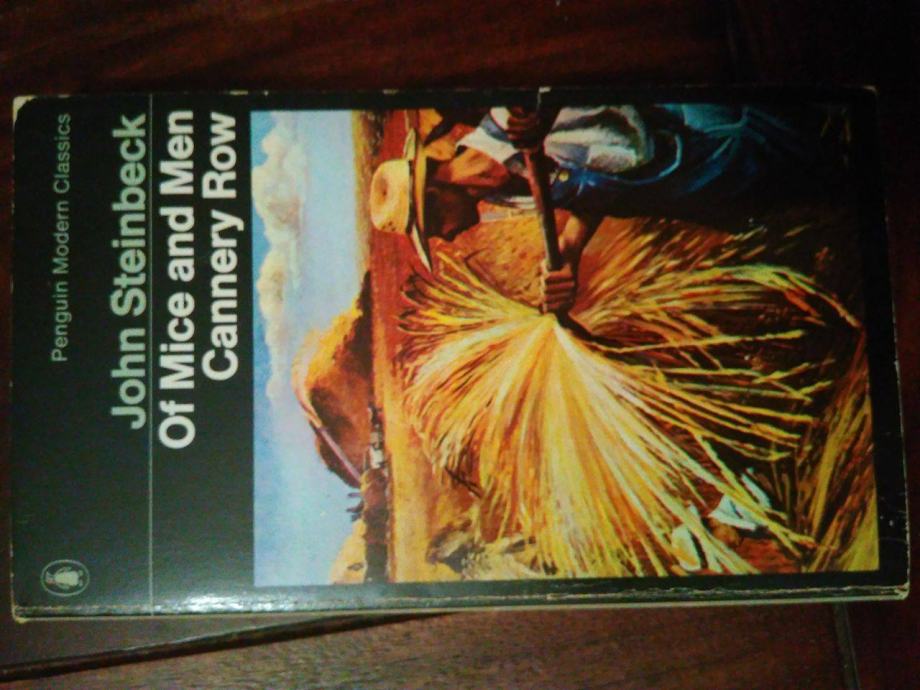 Penguin Modern Classics
John Steinbeck
Of Mice and Men
Cannery Row